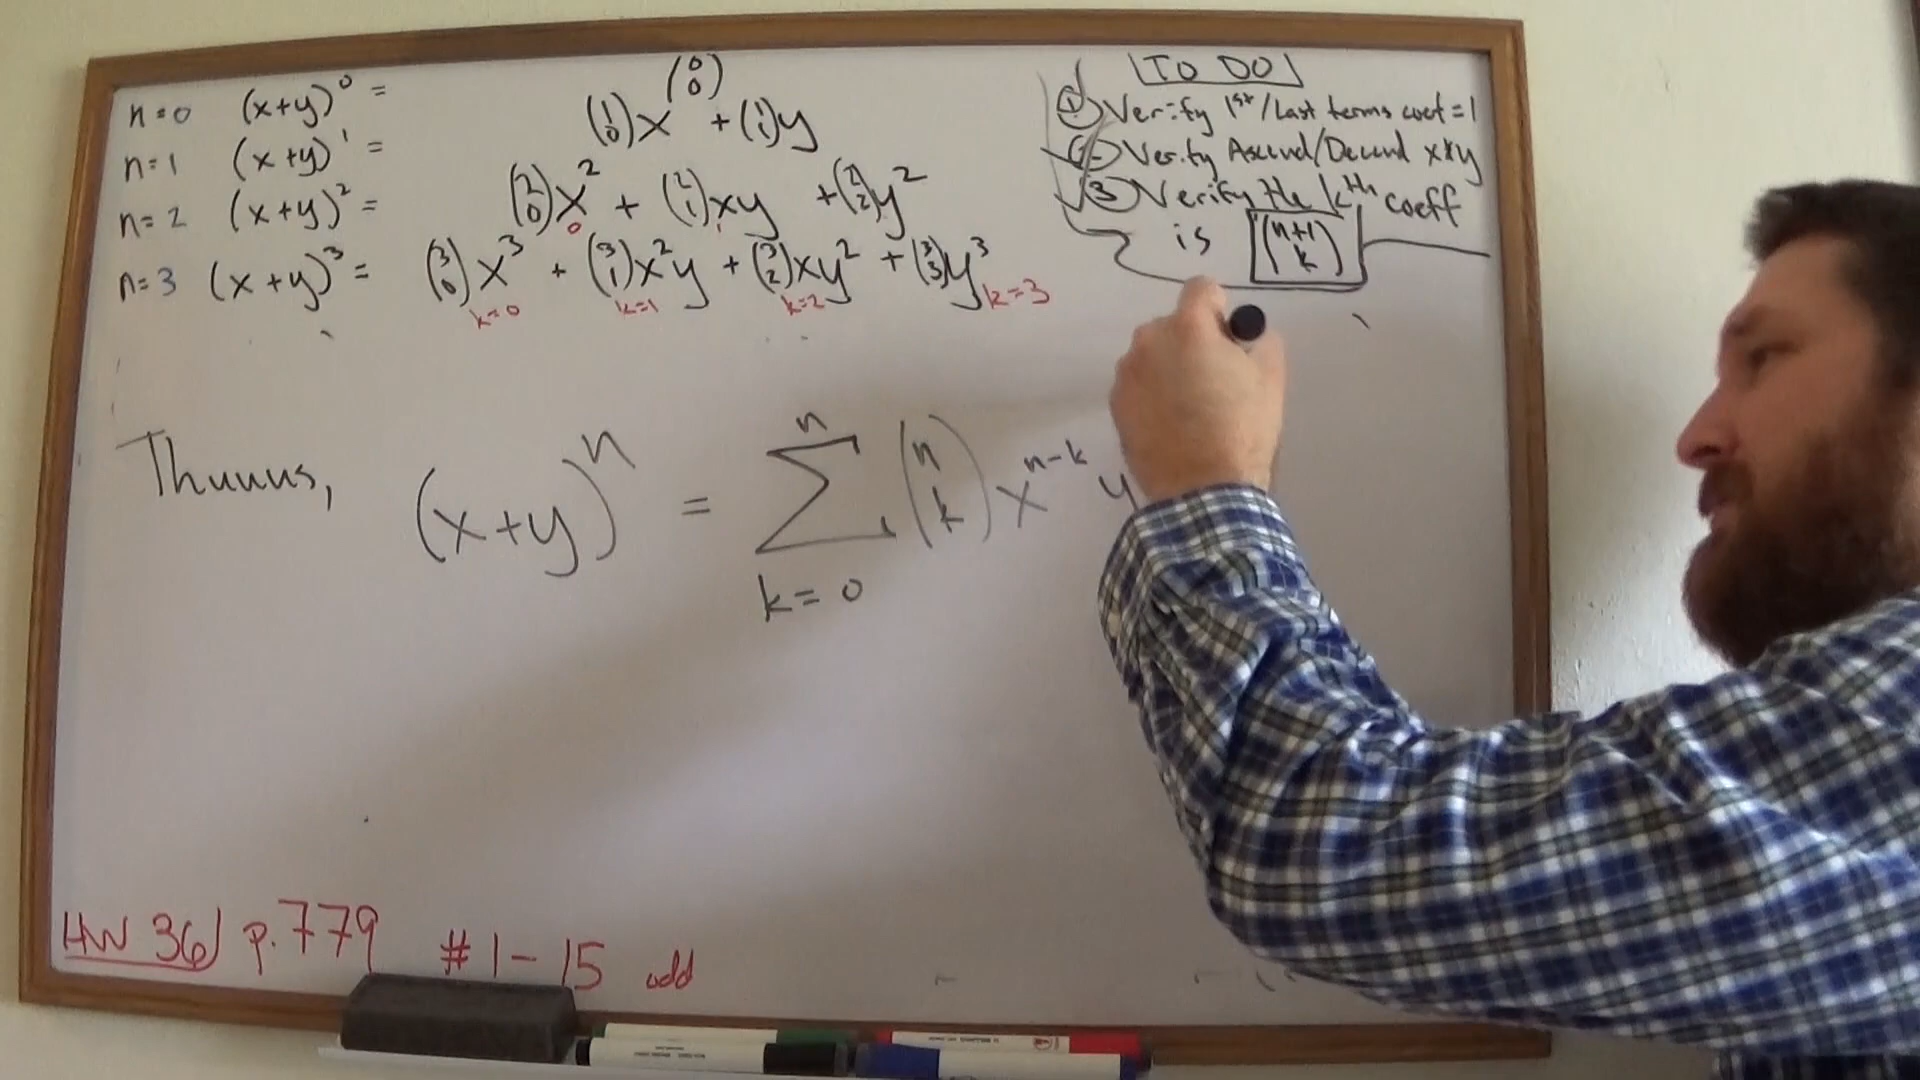 n=0 (x+y)^0 = (0 0)
n=1 (x+y)^1 = (1 0)x + (1 1)y
n=2 (x+y)^2 = (2 0)x^2 + (2 1)xy + (2 2)y^2
0 1
n=3 (x+y)^3 = (3 0)x^3 + (3 1)x^2y + (3 2)xy^2 + (3 3)y^3
k=0 k=1 k=2 k=3
TO DO
① Verify 1st/Last terms coef=1
② Verify Ascend/Decend x&y
③ Verify the kth coeff
is (n+1 k)
Thuuus, (x+y)^n = ∑ n k=0 (n k) x^n-k y
HW 36 p.779 #1-15 odd